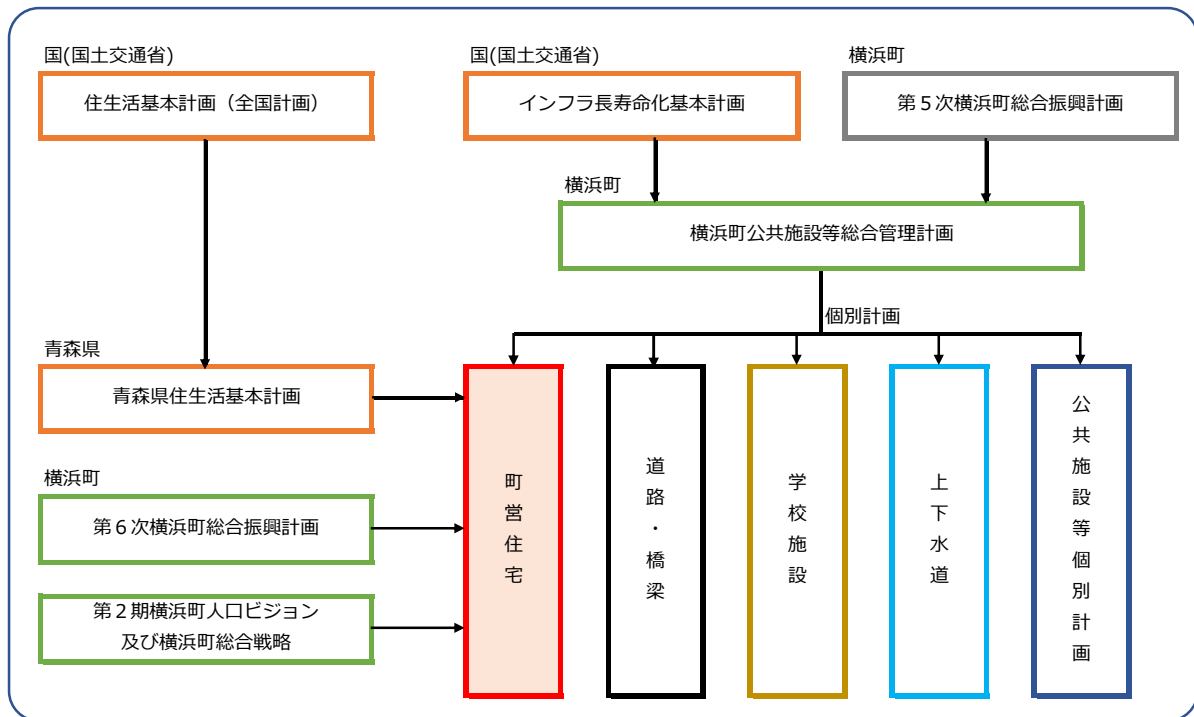 国(国土交通省)
住生活基本計画（全国計画）
国(国土交通省)
インフラ長寿命化基本計画
横浜町
第５次横浜町総合振興計画
横浜町
横浜町公共施設等総合管理計画
個別計画
青森県
青森県住生活基本計画
横浜町
第６次横浜町総合振興計画
第２期横浜町人口ビジョン
及び横浜町総合戦略
町営住宅
道路・橋梁
学校施設
上下水道
公共施設等個別計画